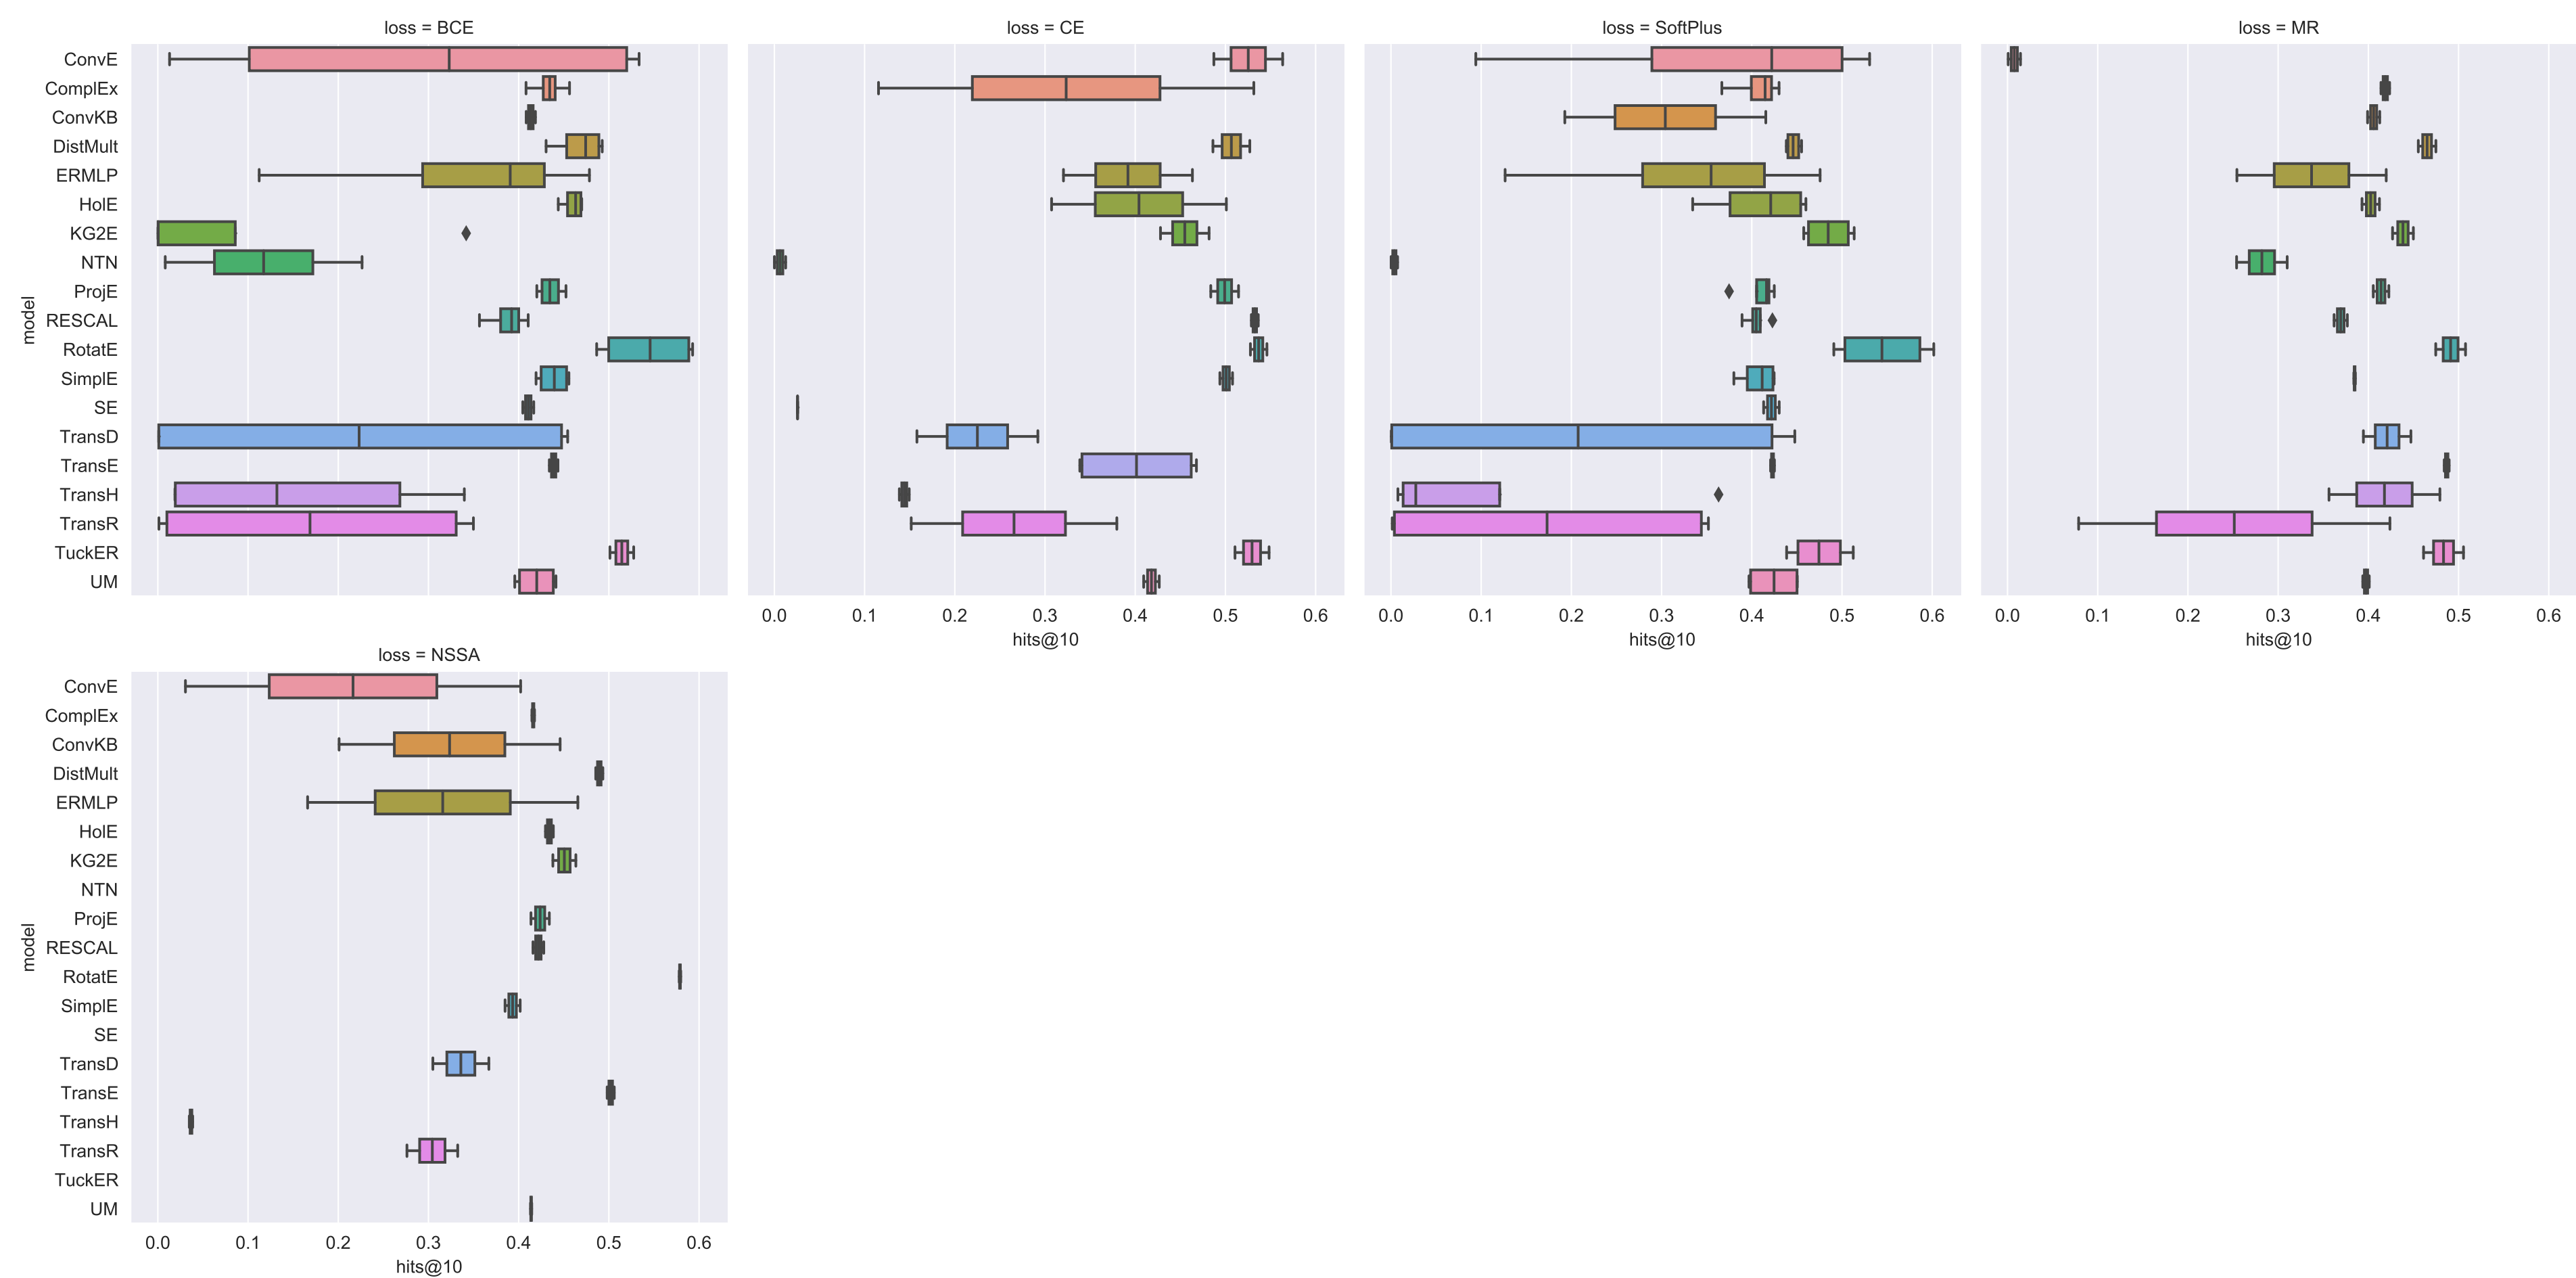 loss = BCE
loss = CE
loss = SoftPlus
loss = MR
model
ConvE
ComplEx
ConvKB
DistMult
ERMLP
HolE
KG2E
NTN
ProjE
RESCAL
RotatE
SimplE
SE
TransD
TransE
TransH
TransR
TuckER
UM
0.0 0.1 0.2 0.3 0.4 0.5 0.6
hits@10
0.0 0.1 0.2 0.3 0.4 0.5 0.6
hits@10
0.0 0.1 0.2 0.3 0.4 0.5 0.6
hits@10
loss = NSSA
model
ConvE
ComplEx
ConvKB
DistMult
ERMLP
HolE
KG2E
NTN
ProjE
RESCAL
RotatE
SimplE
SE
TransD
TransE
TransH
TransR
TuckER
UM
0.0 0.1 0.2 0.3 0.4 0.5 0.6
hits@10